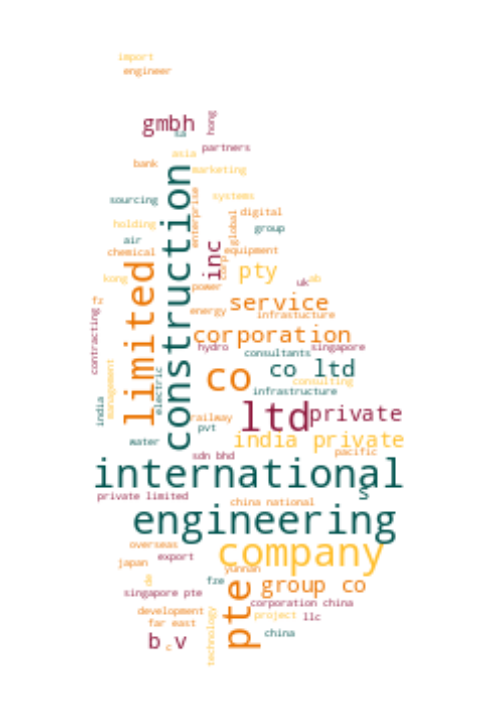 import
engineer
hong
gmbh
sa
partners
asia
bank
marketing
construction
enterprise
sourcing
systems
digital
global
holding
group
air
inc
equipment
chemical
limited
corp
pty
kong
uk
ab
power
fz
service
energy
infrastucture
contracting
corporation
hydro
singapore
consultants
management
electric
co
co ltd
consulting
infrastructure
india
ltd
private
railway
pvt
india private
water
pacific
sdn bhd
international
s
private limited
china national
engineering
overseas
company
export
japan
yunnan
de
fze
pte
group co
singapore pte
corporation china
development
project
llc
far east
technology
china
b v
c